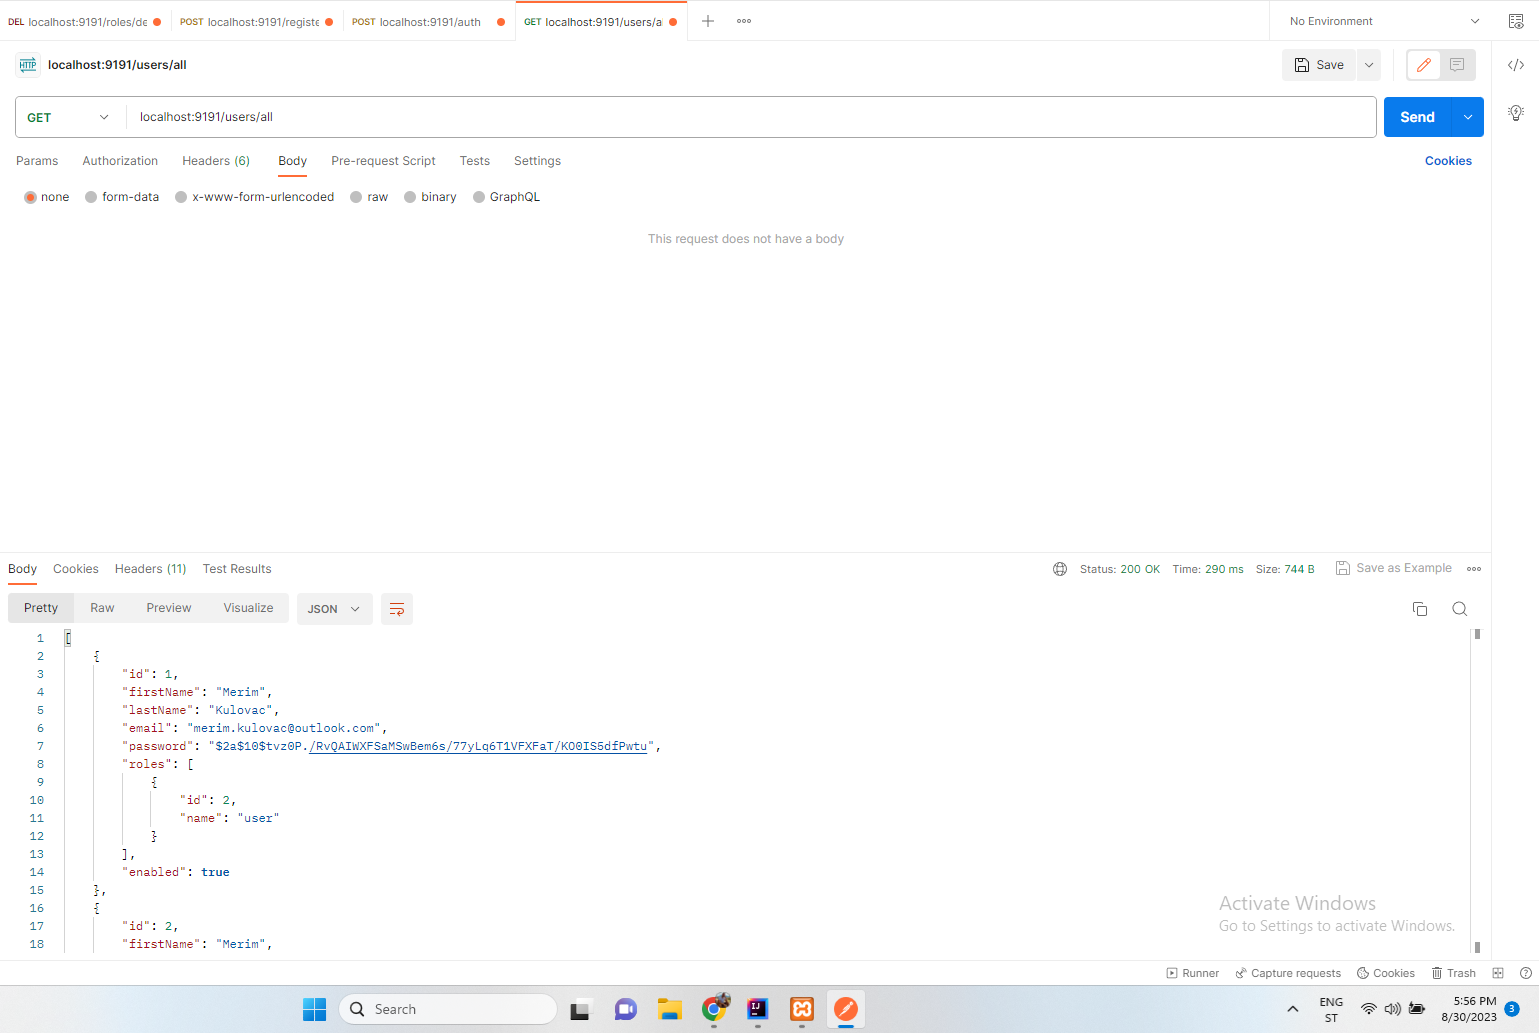 DEL localhost:9191/roles/de
POST localhost:9191/registe
POST localhost:9191/auth
GET localhost:9191/users/a
No Environment
HTTP localhost:9191/users/all
Save
GET localhost:9191/users/all
Send
Params Authorization Headers (6) Body Pre-request Script Tests Settings
Cookies
none form-data x-www-form-urlencoded raw binary GraphQL
This request does not have a body
Body Cookies Headers (11) Test Results
Status: 200 OK Time: 290 ms Size: 744 B Save as Example
Pretty Raw Preview Visualize JSON
1 [
2 {
3 "id": 1,
4 "firstName": "Merim",
5 "lastName": "Kulovac",
6 "email": "merim.kulovac@outlook.com",
7 "password": "$2a$10$tvz0P./RvQAIWXFSaMSwBem6s/77yLq6T1VFXFaT/KO0IS5dfPwtu",
8 "roles": [
9 {
10 "id": 2,
11 "name": "user"
12 }
13 ],
14 "enabled": true
15 },
16 {
17 "id": 2,
18 "firstName": "Merim",
Activate Windows
Go to Settings to activate Windows.
Runner Capture requests Cookies Trash
Search
ENG
ST
5:56 PM
8/30/2023
3